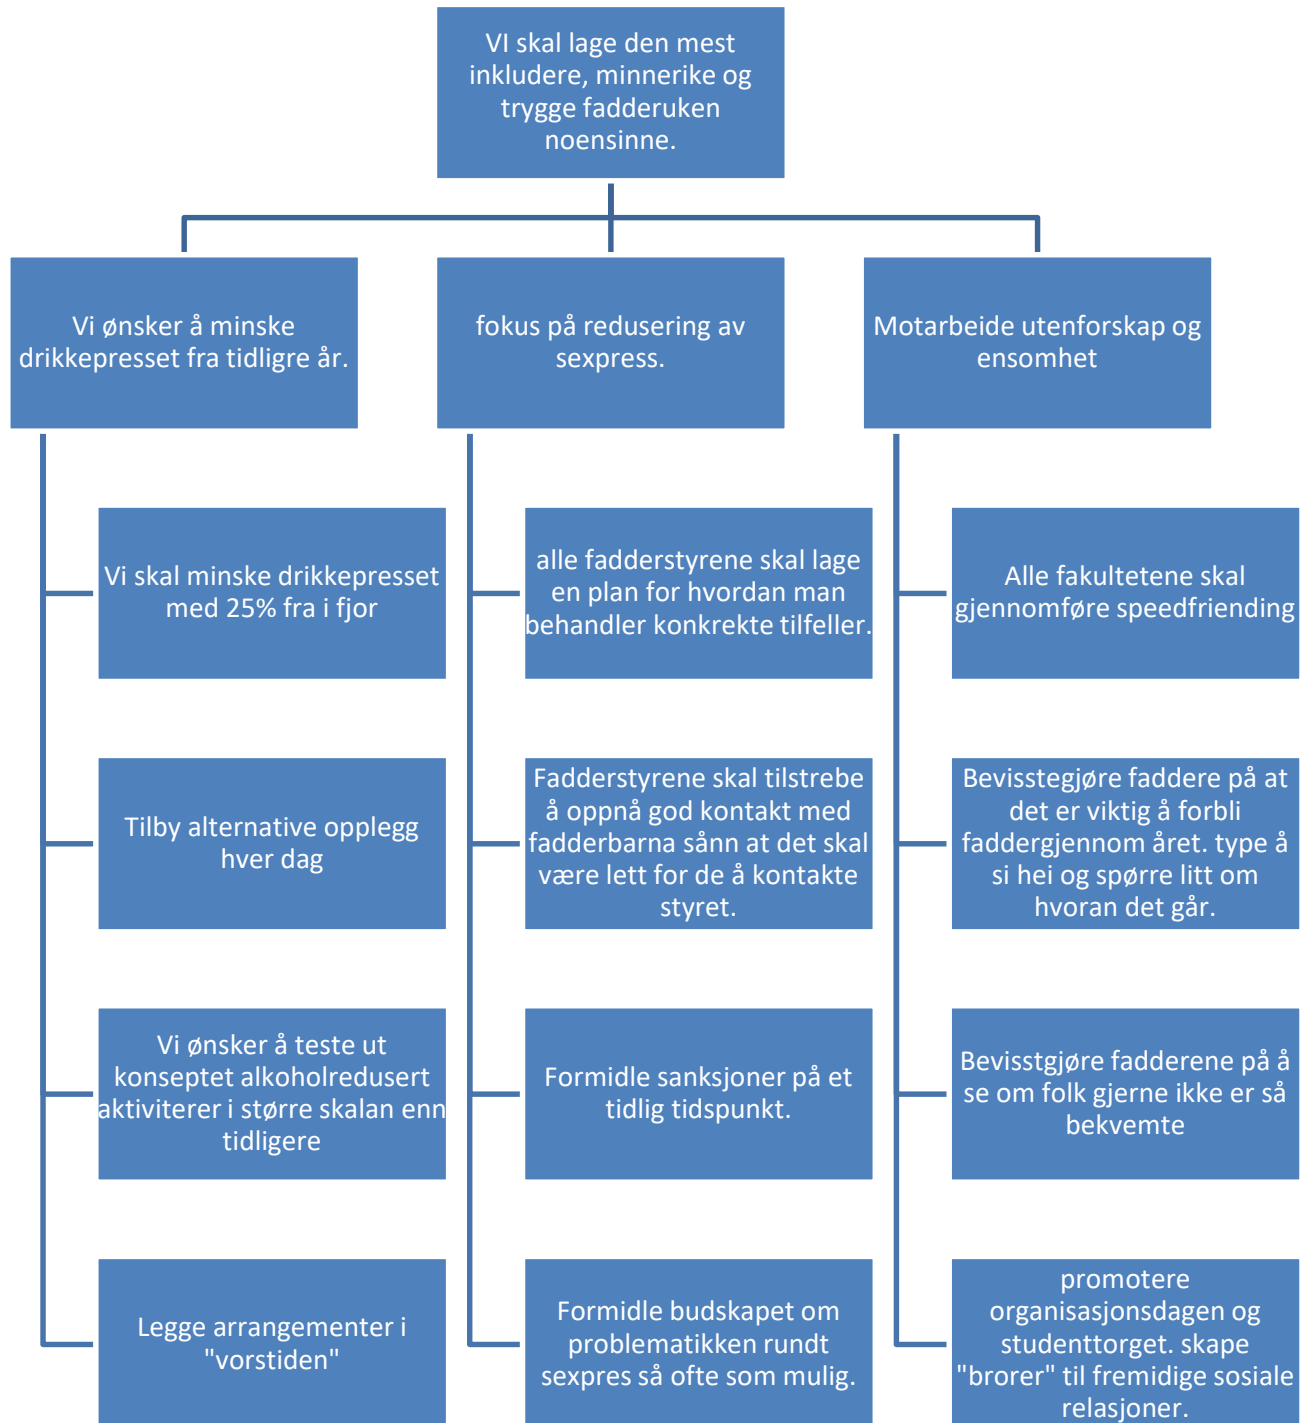 VI skal lage den mest
inkludere, minnerike og
trygge fadderuken
noensinne.
Vi ønsker å minske
drikkepresset fra tidligre år.
fokus på redusering av
sexpress.
Motarbeide utenforskap og
ensomhet
Vi skal minske drikkepresset
med 25% fra i fjor
alle fadderstyrene skal lage
en plan for hvordan man
behandler konkrekte tilfeller.
Alle fakultetene skal
gjennomføre speedfriending
Tilby alternative opplegg
hver dag
Fadderstyrene skal tilstrebe
å oppnå god kontakt med
fadderbarna sånn at det skal
være lett for de å kontakte
styret.
Bevisstegjøre faddere på at
det er viktig å forbli
faddergjennom året. type å
si hei og spørre litt om
hvoran det går.
Vi ønsker å teste ut
konseptet alkoholredusert
aktiviterer i større skalan enn
tidligere
Formidle sanksjoner på et
tidlig tidspunkt.
Bevisstgjøre fadderene på å
se om folk gjerne ikke er så
bekvemte
Legge arrangementer i
"vorstiden"
Formidle budskapet om
problematikken rundt
sexpres så ofte som mulig.
promotere
organisasjonsdagen og
studenttorget. skape
"brorer" til fremidige sosiale
relasjoner.